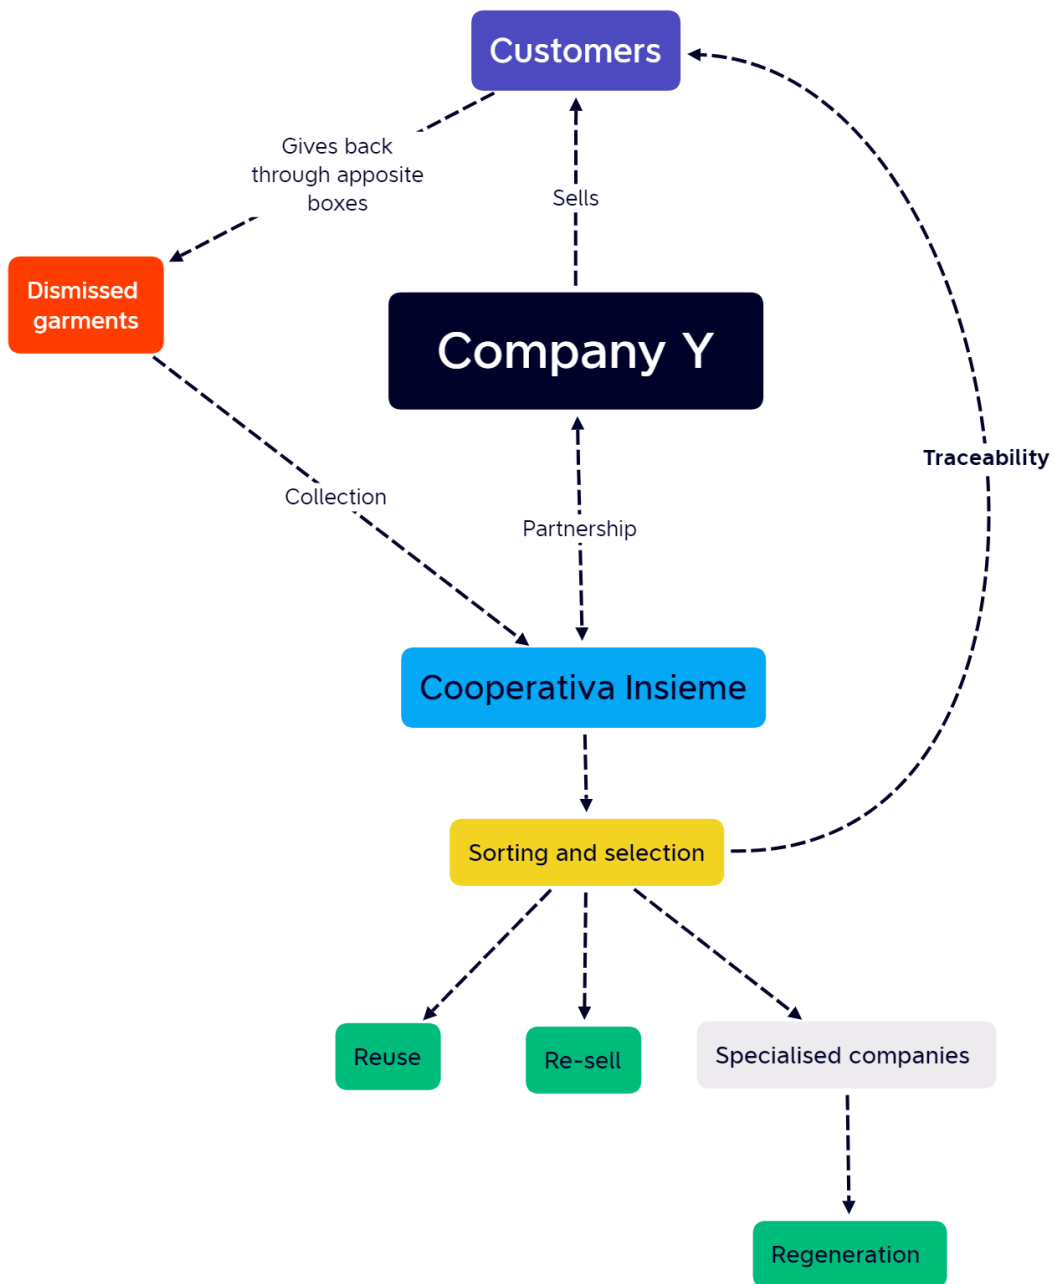 Customers
Gives back
through apposite
boxes
Sells
Dismissed
garments
Company Y
Traceability
Collection
Partnership
Cooperativa Insieme
Sorting and selection
Reuse
Re-sell
Specialised companies
Regeneration